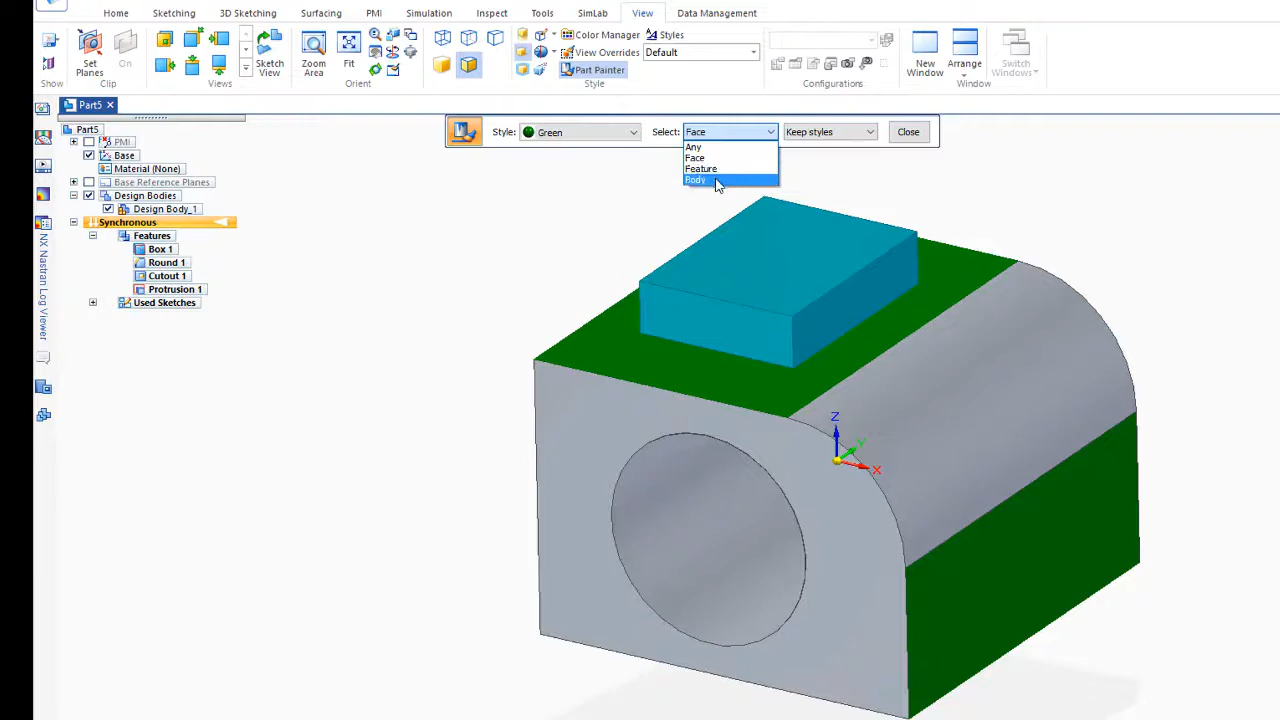 Home Sketching 3D Sketching Surfacing PMI Simulation Inspect Tools SimLab View Data Management
Set Planes
On
Sketch View
Zoom Area
Fit
Color Manager Styles
View Overrides Default
Part Painter
New Window
Arrange
Switch Windows
Show Clip Views Orient Style Configurations Window
Part5
Part5
PMI
Base
Material (None)
Base Reference Planes
Design Bodies
Design Body_1
Synchronous
Features
Box 1
Round 1
Cutout 1
Protrusion 1
Used Sketches
NX Nastran Log Viewer
Style: Green Select: Face Keep styles Close
Any
Face
Feature
Body
Z
Y
X